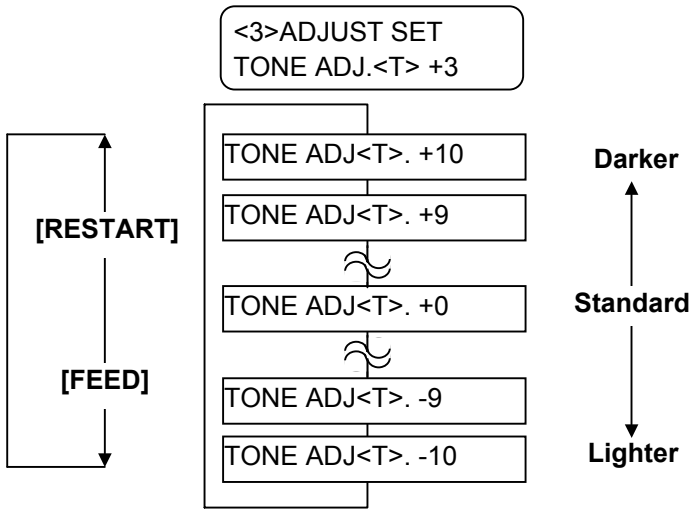 <3>ADJUST SET
TONE ADJ.<T> +3
TONE ADJ<T>. +10
Darker
TONE ADJ<T>. +9
[RESTART]
TONE ADJ<T>. +0
Standard
[FEED]
TONE ADJ<T>. -9
TONE ADJ<T>. -10
Lighter